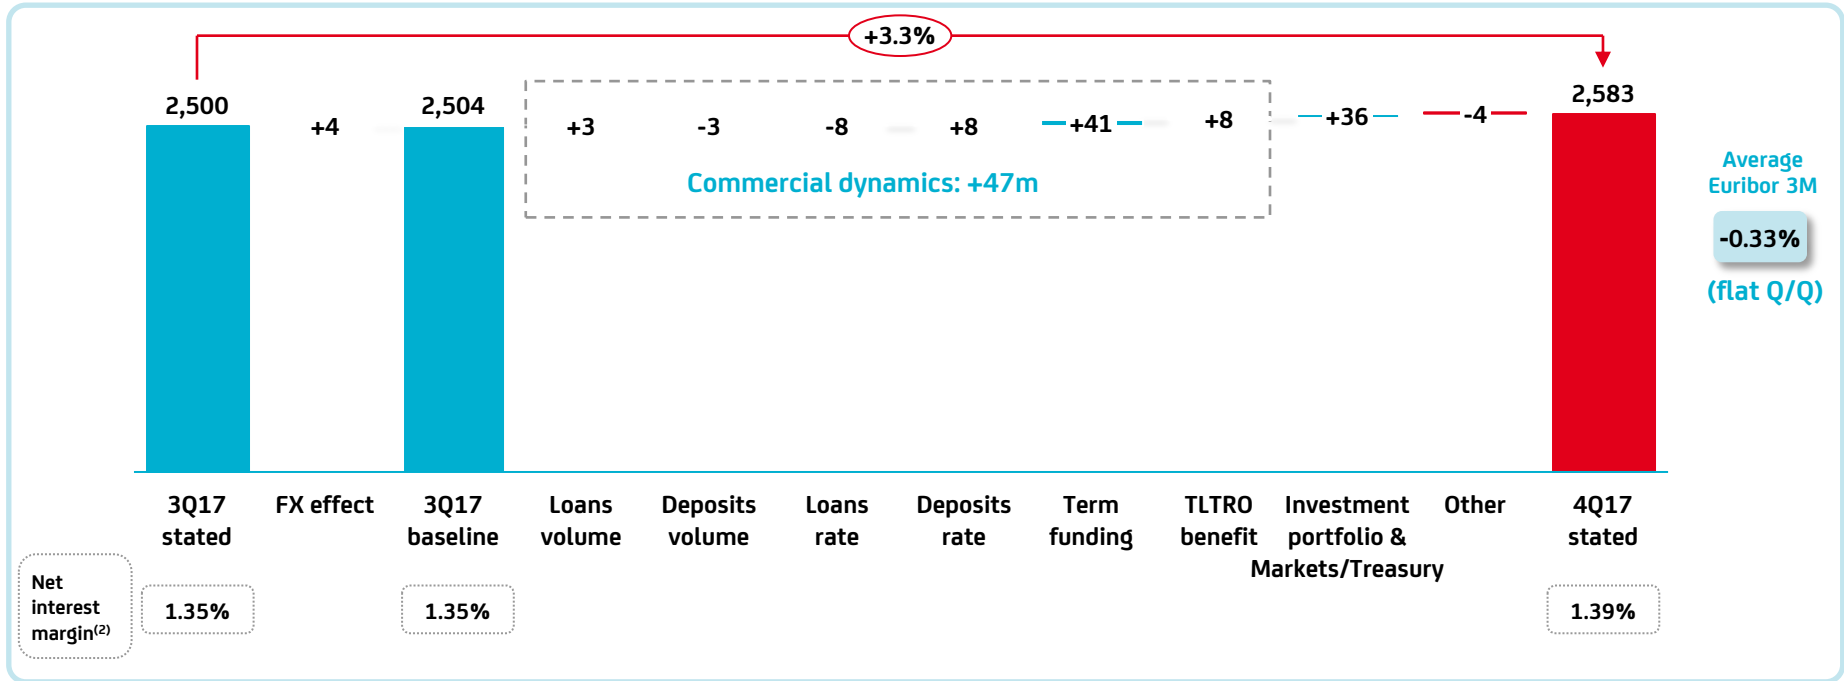 +3.3%
2,500
+4
2,504
+3
-3
-8
+8
+41
+8
+36
-4
2,583
Commercial dynamics: +47m
Average
Euribor 3M
-0.33%
(flat Q/Q)
3Q17
stated
FX effect
3Q17
baseline
Loans
volume
Deposits
volume
Loans
rate
Deposits
rate
Term
funding
TLTRO
benefit
Investment
portfolio &
Markets/Treasury
Other
4Q17
stated
Net
interest
margin(2)
1.35%
1.35%
1.39%